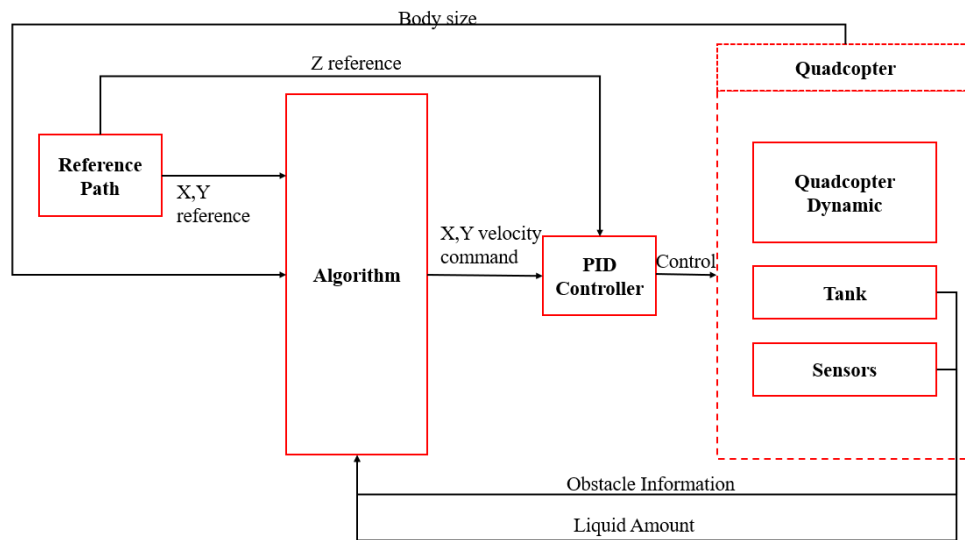 Body size
Quadcopter
Z reference
Reference
Path
X,Y
reference
Quadcopter
Dynamic
X,Y velocity
command
Algorithm
PID
Controller
Control
Tank
Sensors
Obstacle Information
Liquid Amount